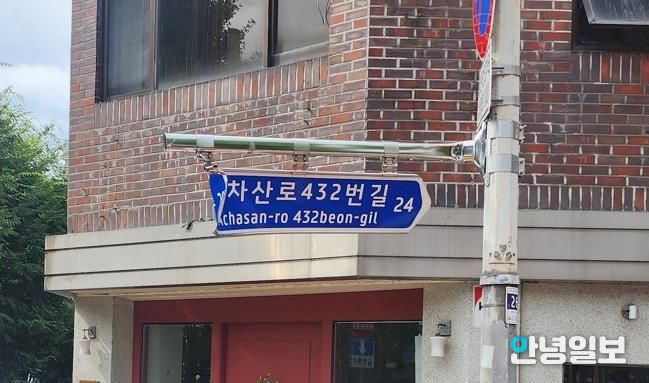 차산로432번길 24
chasan-ro 432beon-gil
안녕일보